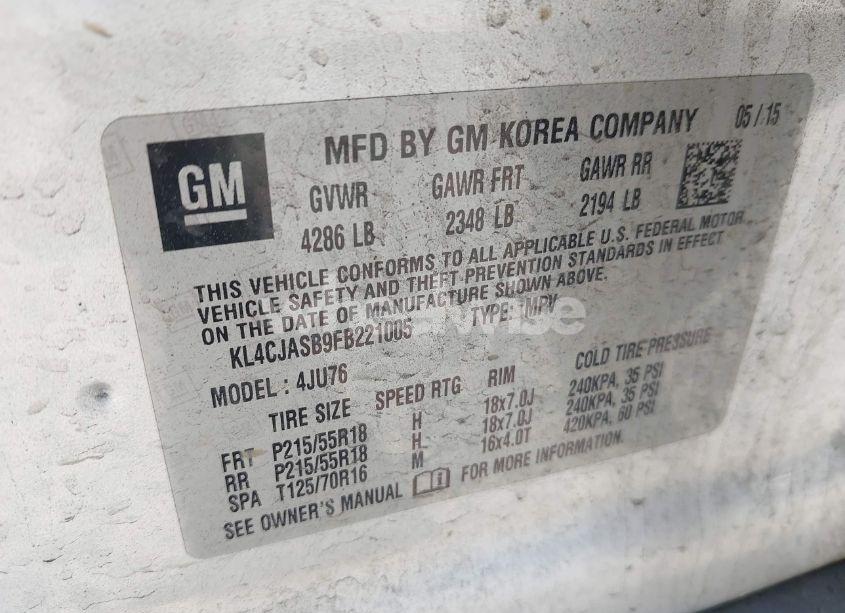 MFD BY GM KOREA COMPANY 05/15
GM
GVWR GAWR FRT GAWR RR
4286 LB 2348 LB 2194 LB
THIS VEHICLE CONFORMS TO ALL APPLICABLE U.S. FEDERAL MOTOR
VEHICLE SAFETY AND THEFT PREVENTION STANDARDS IN EFFECT
ON THE DATE OF MANUFACTURE SHOWN ABOVE.
KL4CJASB9FB221005 TYPE: MPV
MODEL: 4JU76
TIRE SIZE SPEED RTG RIM COLD TIRE PRESSURE
FRT P215/55R18 H 18x7.0J 240KPA, 35 PSI
RR P215/55R18 H 18x7.0J 240KPA, 35 PSI
SPA T125/70R16 M 16x4.0T 420KPA, 60 PSI
SEE OWNER'S MANUAL FOR MORE INFORMATION.